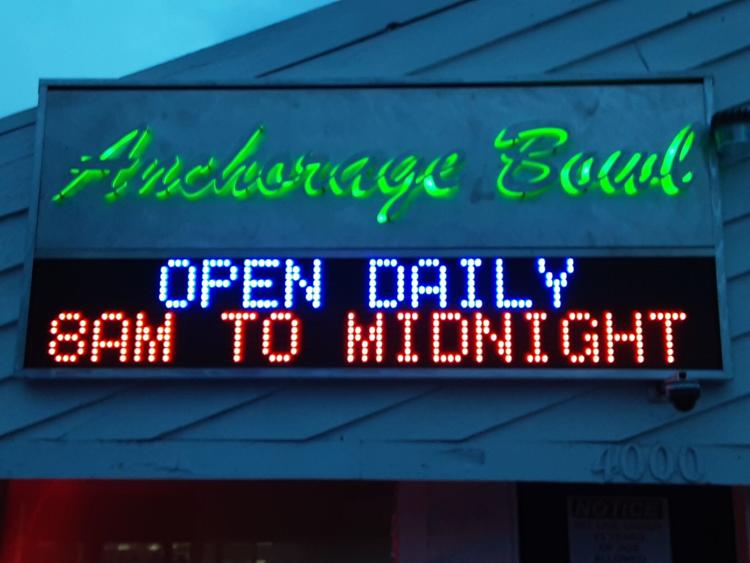 Anchorage Bowl
OPEN DAILY
8AM TO MIDNIGHT
4000
NOTICE